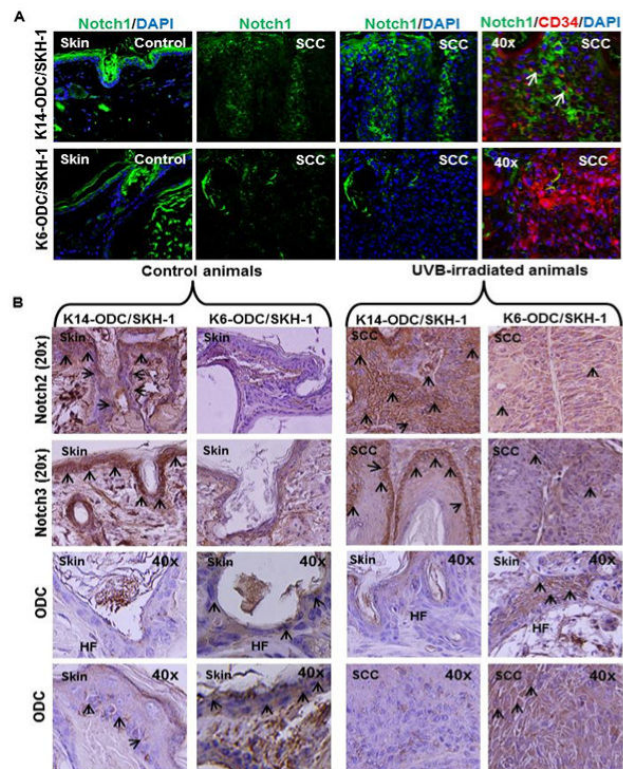 A
Notch1/DAPI
Notch1
Notch1/DAPI
Notch1/CD34/DAPI
K14-ODC/SKH-1
Skin
Control
SCC
SCC
40x
SCC
K6-ODC/SKH-1
Skin
Control
SCC
SCC
40x
SCC
Control animals
UVB-irradiated animals
B
K14-ODC/SKH-1
K6-ODC/SKH-1
K14-ODC/SKH-1
K6-ODC/SKH-1
Notch2 (20x)
Skin
Skin
SCC
SCC
Notch3 (20x)
Skin
Skin
SCC
SCC
ODC
Skin
40x
HF
Skin
40x
HF
Skin
40x
HF
Skin
40x
HF
ODC
Skin
40x
Skin
40x
SCC
40x
SCC
40x